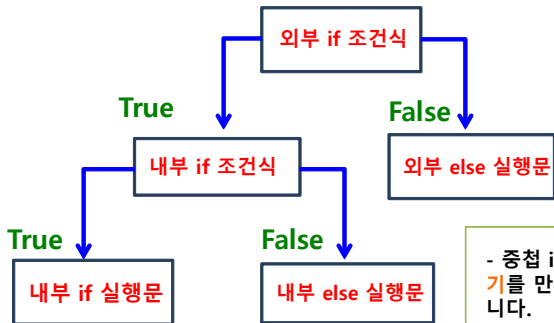 외부 if 조건식
True
False
내부 if 조건식
외부 else 실행문
True
False
내부 if 실행문
내부 else 실행문
- 중첩 i
기를 만
니다.